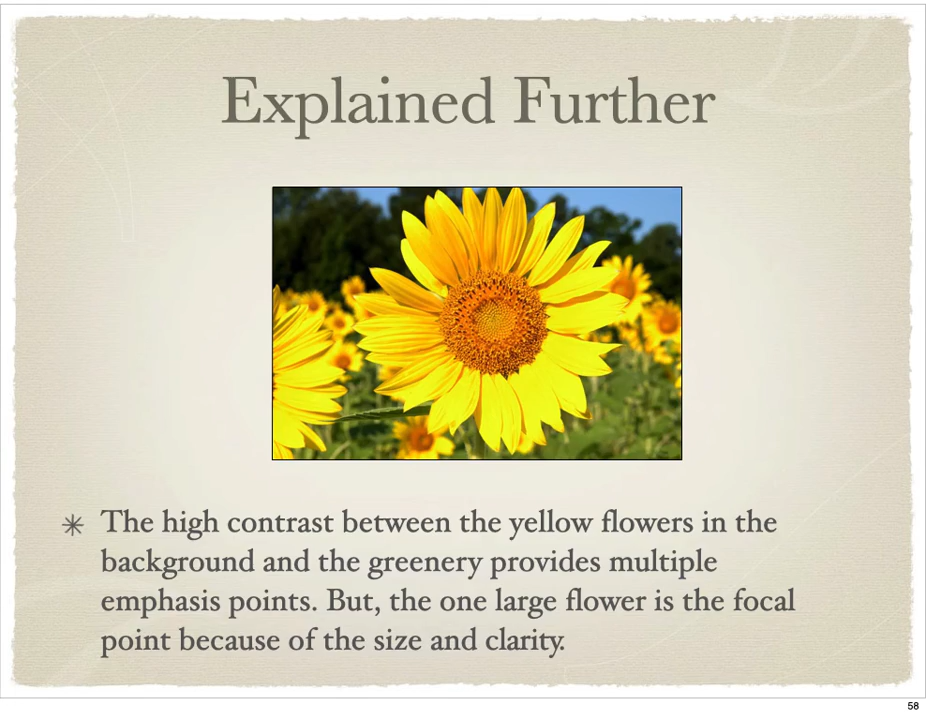 Explained Further
The high contrast between the yellow flowers in the
background and the greenery provides multiple
emphasis points. But, the one large flower is the focal
point because of the size and clarity.
58